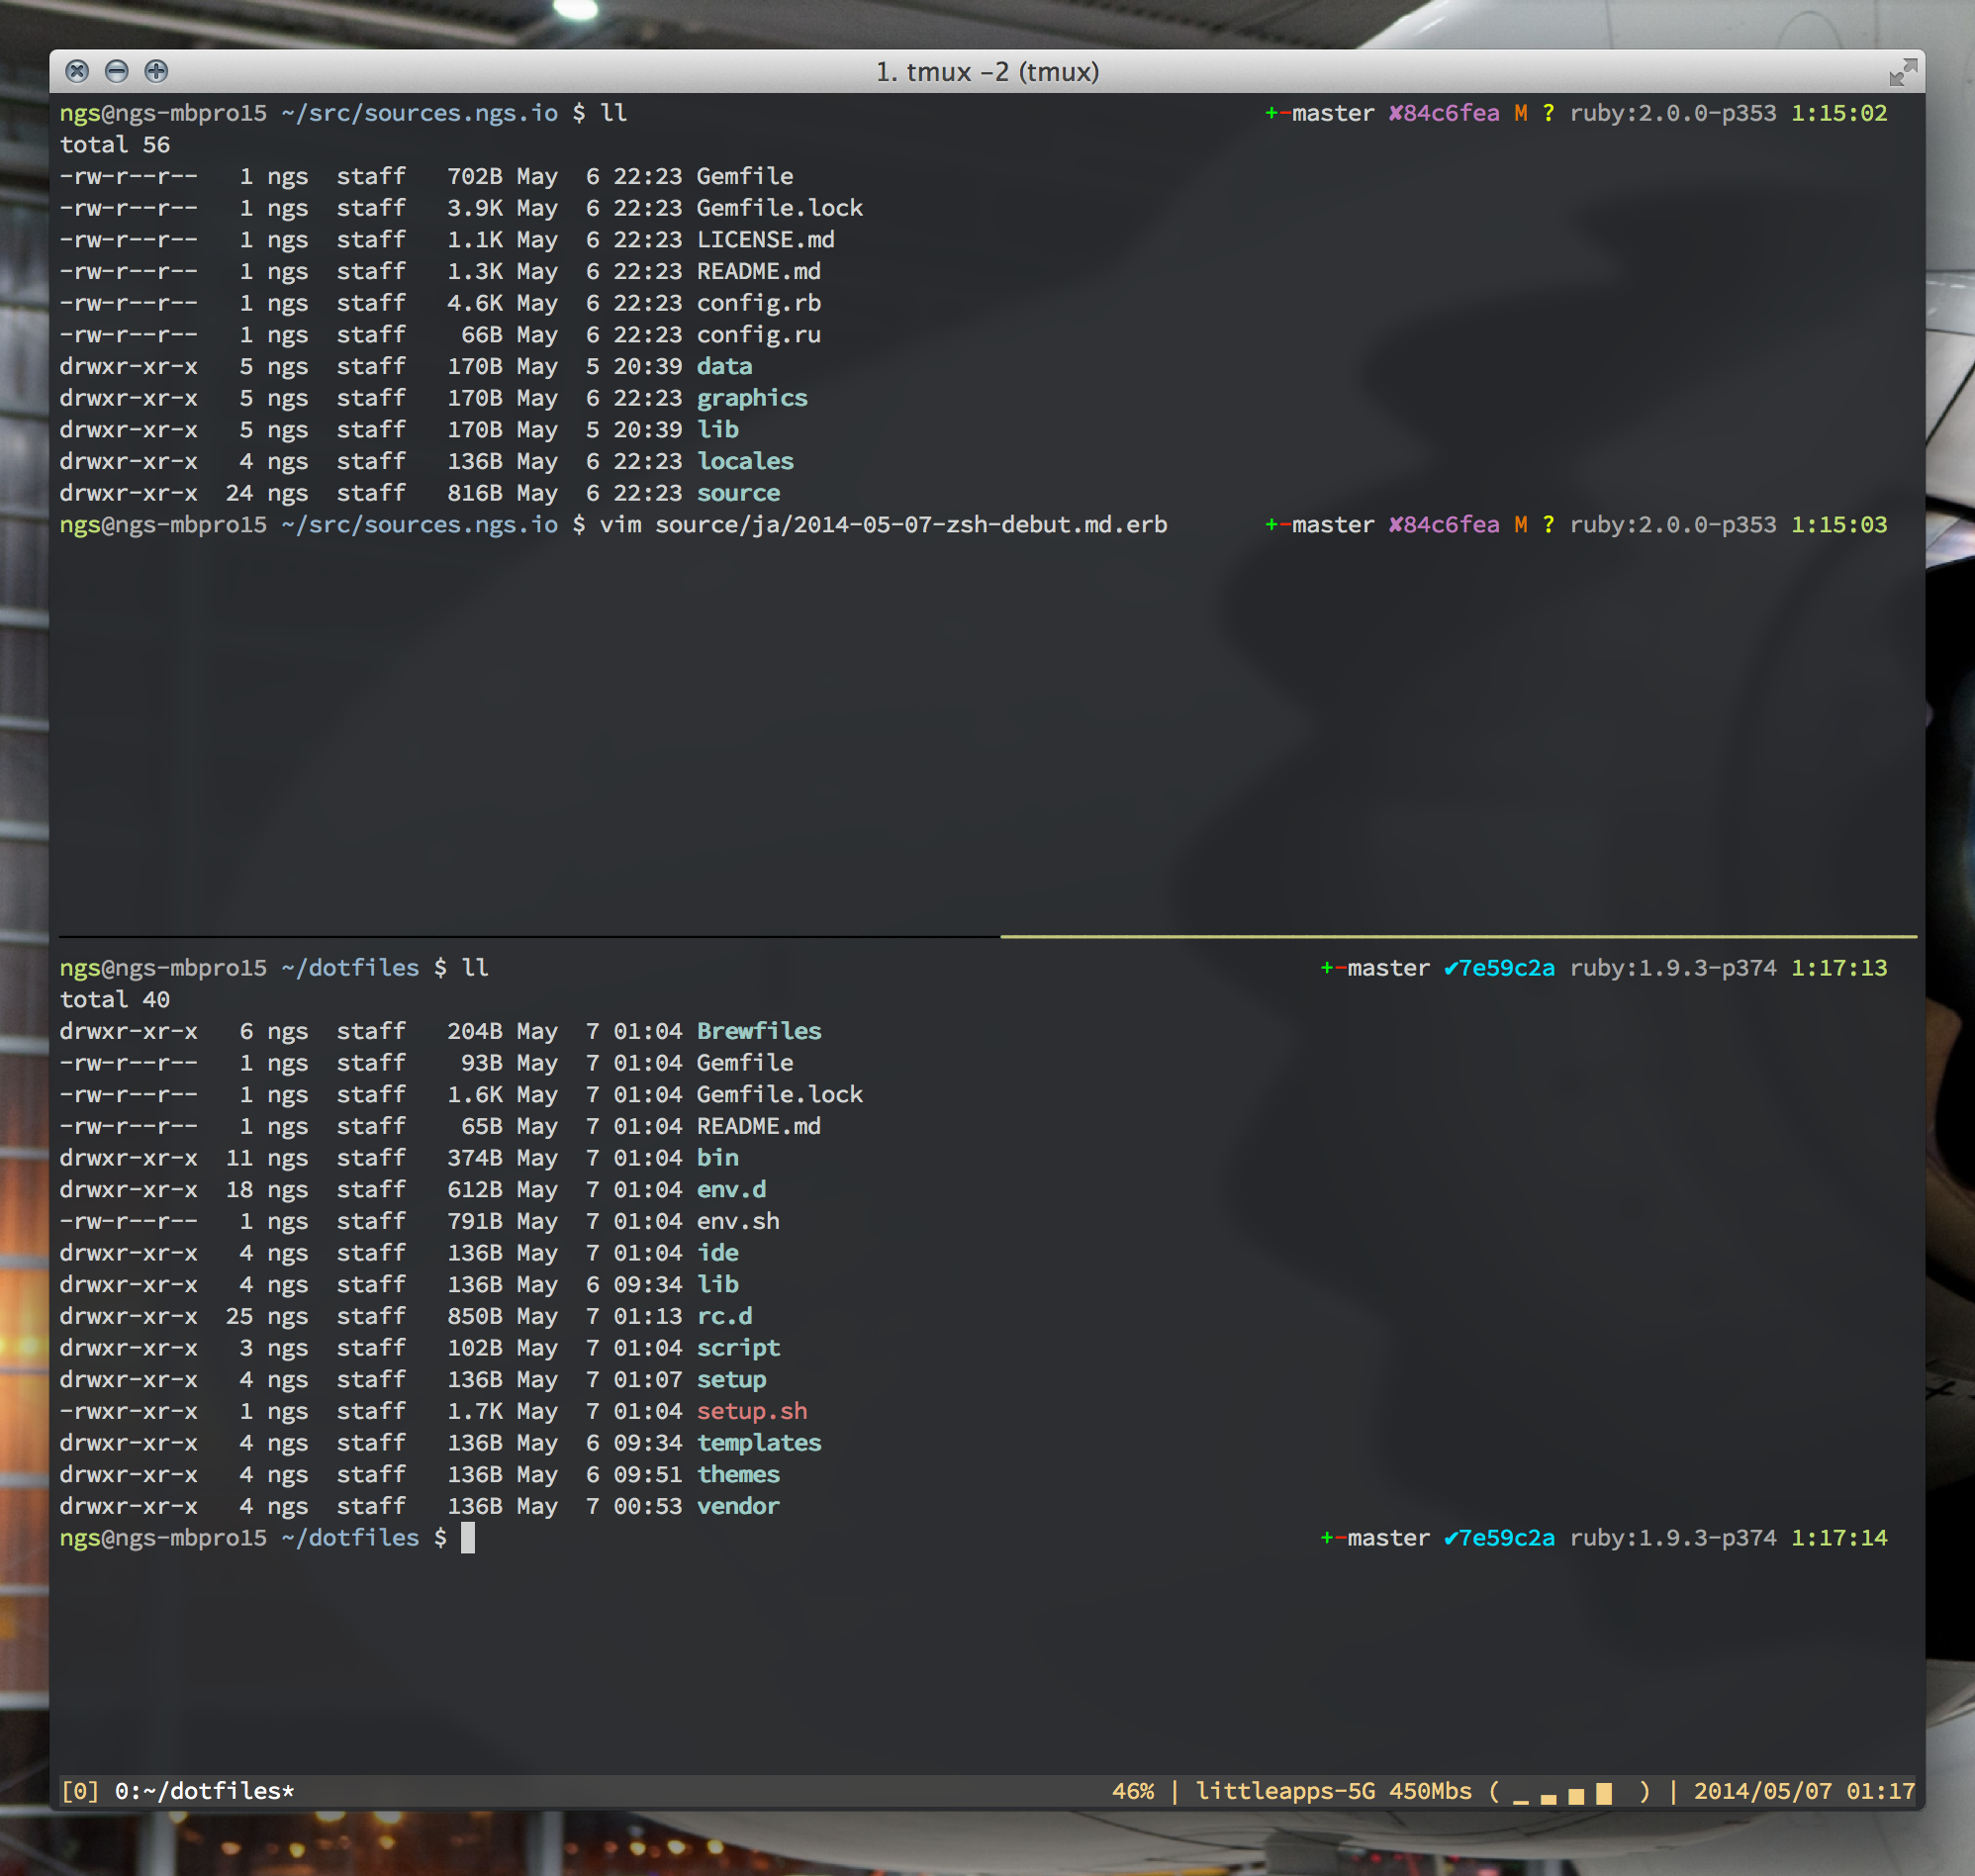 1. tmux -2 (tmux)
ngs@ngs-mbpro15 ~/src/sources.ngs.io $ ll +-master ✘84c6fea M ? ruby:2.0.0-p353 1:15:02
total 56
-rw-r--r-- 1 ngs staff 702B May 6 22:23 Gemfile
-rw-r--r-- 1 ngs staff 3.9K May 6 22:23 Gemfile.lock
-rw-r--r-- 1 ngs staff 1.1K May 6 22:23 LICENSE.md
-rw-r--r-- 1 ngs staff 1.3K May 6 22:23 README.md
-rw-r--r-- 1 ngs staff 4.6K May 6 22:23 config.rb
-rw-r--r-- 1 ngs staff 66B May 6 22:23 config.ru
drwxr-xr-x 5 ngs staff 170B May 5 20:39 data
drwxr-xr-x 5 ngs staff 170B May 6 22:23 graphics
drwxr-xr-x 5 ngs staff 170B May 5 20:39 lib
drwxr-xr-x 4 ngs staff 136B May 6 22:23 locales
drwxr-xr-x 24 ngs staff 816B May 6 22:23 source
ngs@ngs-mbpro15 ~/src/sources.ngs.io $ vim source/ja/2014-05-07-zsh-debut.md.erb +-master ✘84c6fea M ? ruby:2.0.0-p353 1:15:03
ngs@ngs-mbpro15 ~/dotfiles $ ll +-master ✔7e59c2a ruby:1.9.3-p374 1:17:13
total 40
drwxr-xr-x 6 ngs staff 204B May 7 01:04 Brewfiles
-rw-r--r-- 1 ngs staff 93B May 7 01:04 Gemfile
-rw-r--r-- 1 ngs staff 1.6K May 7 01:04 Gemfile.lock
-rw-r--r-- 1 ngs staff 65B May 7 01:04 README.md
drwxr-xr-x 11 ngs staff 374B May 7 01:04 bin
drwxr-xr-x 18 ngs staff 612B May 7 01:04 env.d
-rw-r--r-- 1 ngs staff 791B May 7 01:04 env.sh
drwxr-xr-x 4 ngs staff 136B May 7 01:04 ide
drwxr-xr-x 4 ngs staff 136B May 6 09:34 lib
drwxr-xr-x 25 ngs staff 850B May 7 01:13 rc.d
drwxr-xr-x 3 ngs staff 102B May 7 01:04 script
drwxr-xr-x 4 ngs staff 136B May 7 01:07 setup
-rwxr-xr-x 1 ngs staff 1.7K May 7 01:04 setup.sh
drwxr-xr-x 4 ngs staff 136B May 6 09:34 templates
drwxr-xr-x 4 ngs staff 136B May 6 09:51 themes
drwxr-xr-x 4 ngs staff 136B May 7 00:53 vendor
ngs@ngs-mbpro15 ~/dotfiles $ +-master ✔7e59c2a ruby:1.9.3-p374 1:17:14
[0] 0:~/dotfiles* 46% | littleapps-5G 450Mbs ( ▁ ▃ ▅ ▇ ) | 2014/05/07 01:17